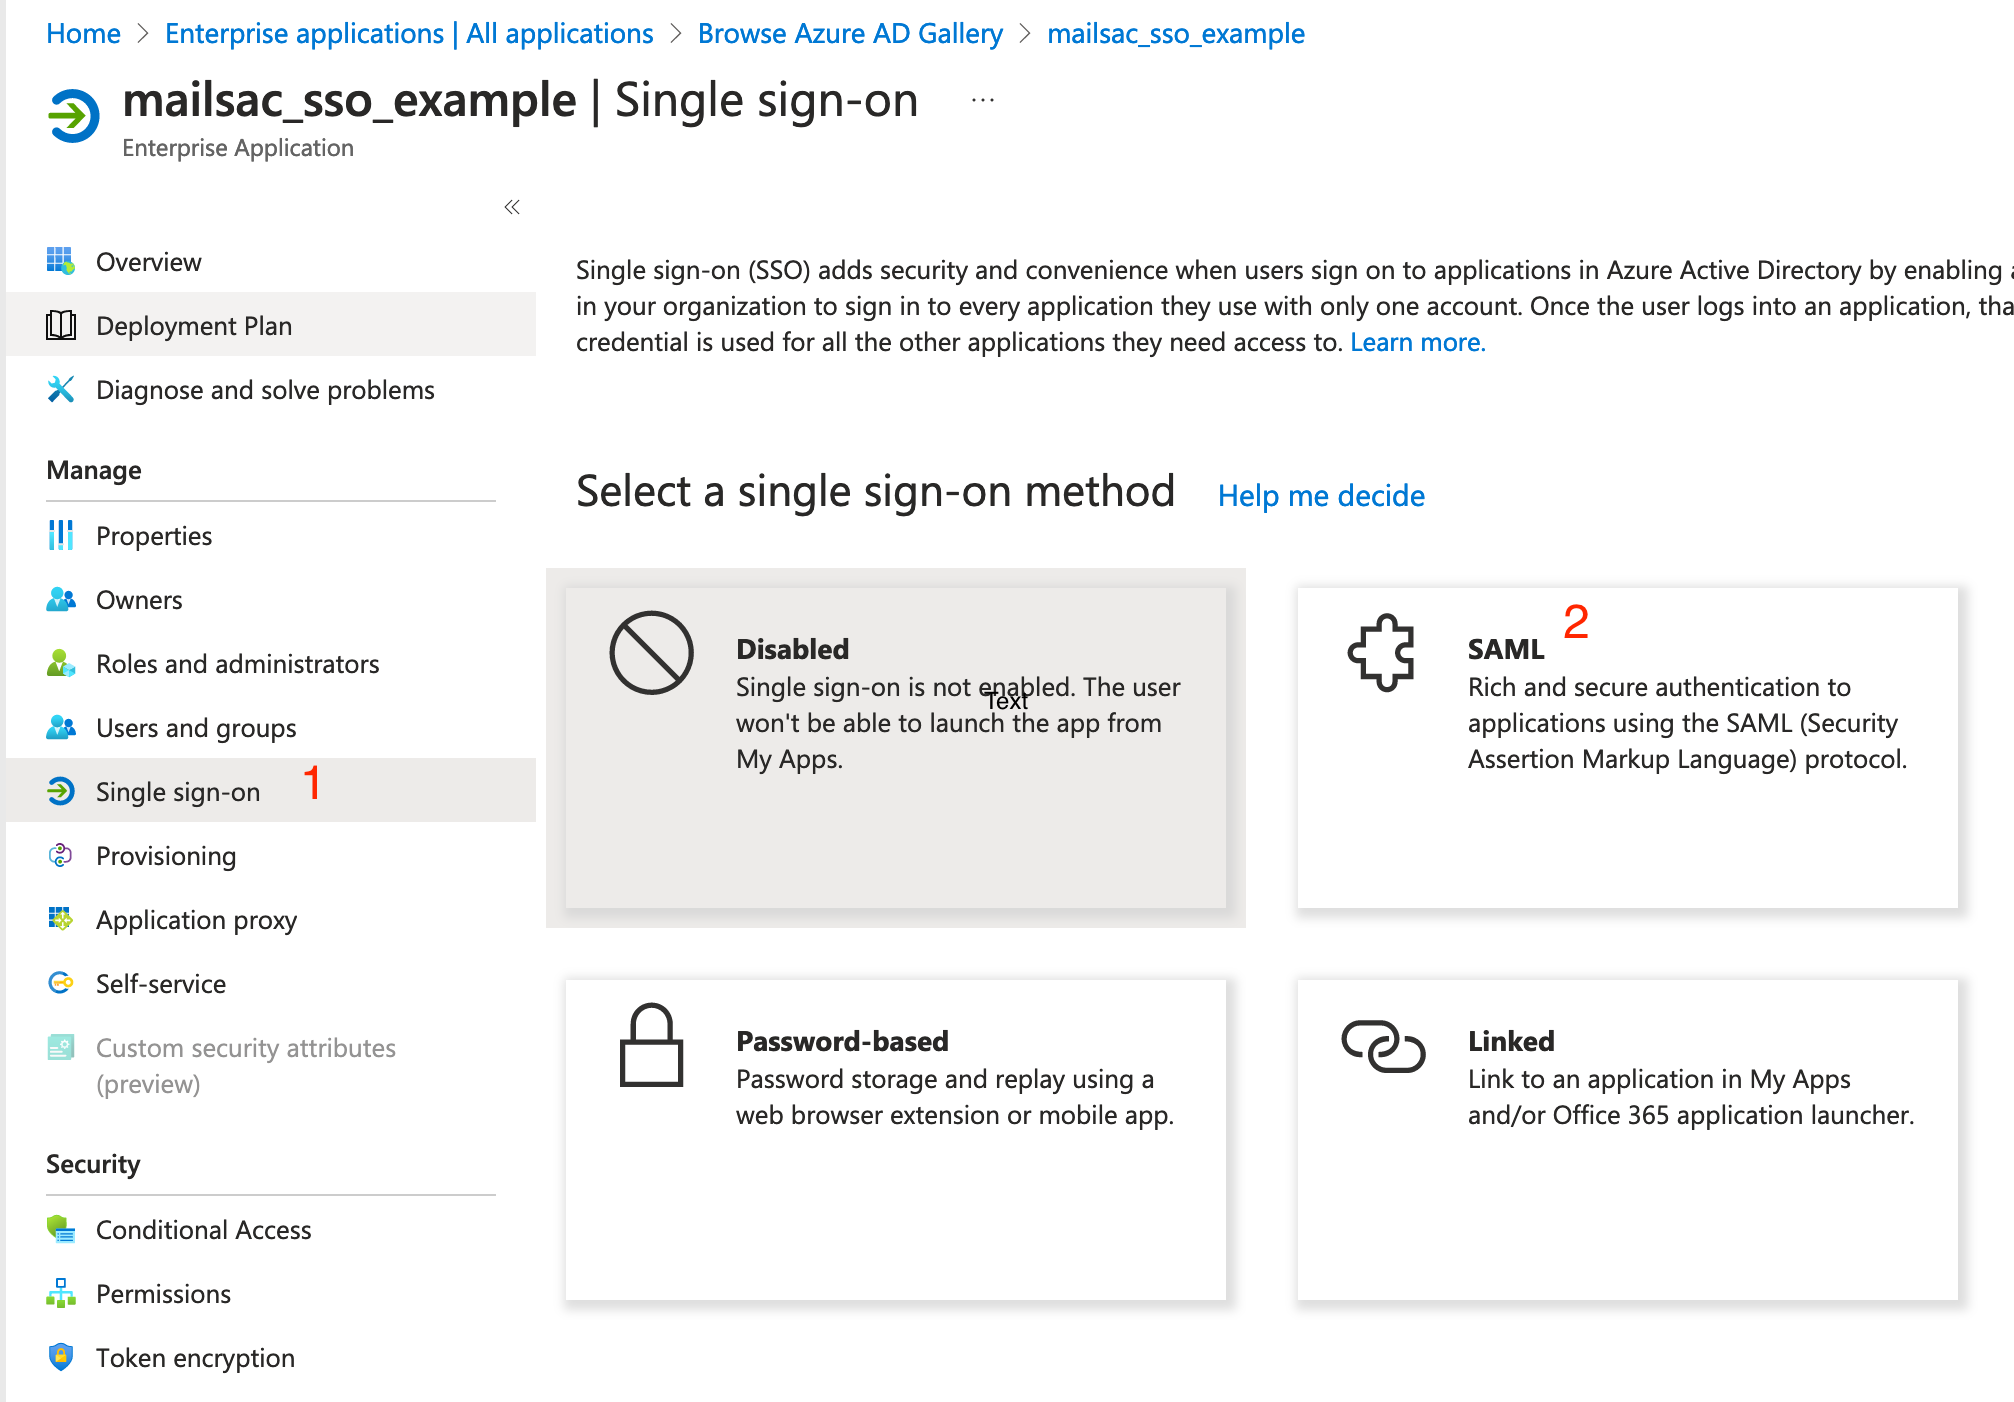 Home > Enterprise applications | All applications > Browse Azure AD Gallery > mailsac_sso_example
mailsac_sso_example | Single sign-on ...
Enterprise Application
«
Overview
Deployment Plan
Diagnose and solve problems
Manage
Properties
Owners
Roles and administrators
Users and groups
Single sign-on 1
Provisioning
Application proxy
Self-service
Custom security attributes
(preview)
Security
Conditional Access
Permissions
Token encryption
Single sign-on (SSO) adds security and convenience when users sign on to applications in Azure Active Directory by enabling
in your organization to sign in to every application they use with only one account. Once the user logs into an application,
credential is used for all the other applications they need access to. Learn more.
Select a single sign-on method Help me decide
Disabled
Single sign-on is not enabled. The user
Text
won't be able to launch the app from
My Apps.
SAML 2
Rich and secure authentication to
applications using the SAML (Security
Assertion Markup Language) protocol.
Password-based
Password storage and replay using a
web browser extension or mobile app.
Linked
Link to an application in My Apps
and/or Office 365 application launcher.